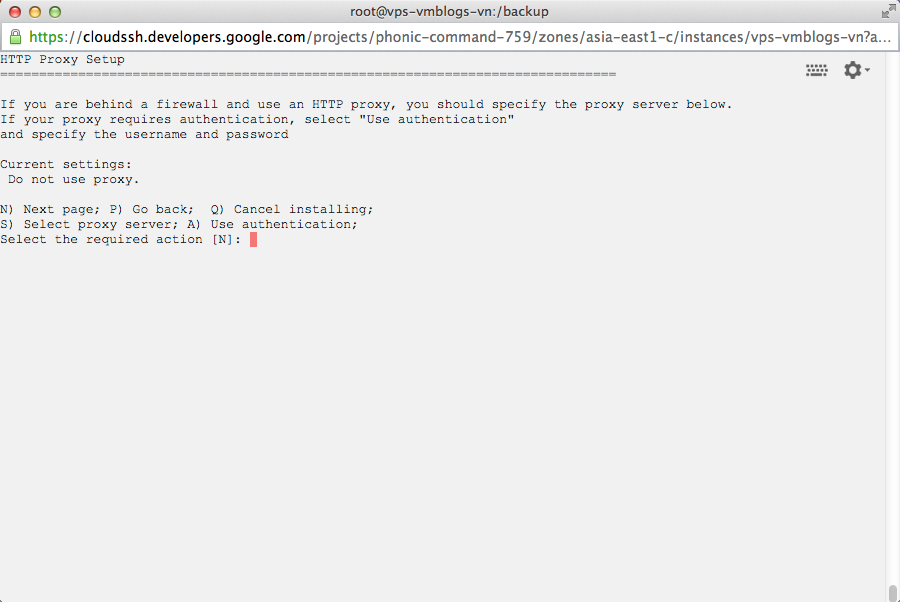 root@vps-vmblogs-vn:/backup
https://cloudssh.developers.google.com/projects/phonic-command-759/zones/asia-east1-c/instances/vps-vmblogs-vn?a...
HTTP Proxy Setup
===============================================================================
If you are behind a firewall and use an HTTP proxy, you should specify the proxy server below.
If your proxy requires authentication, select "Use authentication"
and specify the username and password
Current settings:
Do not use proxy.
N) Next page; P) Go back;  Q) Cancel installing;
S) Select proxy server; A) Use authentication;
Select the required action [N]: